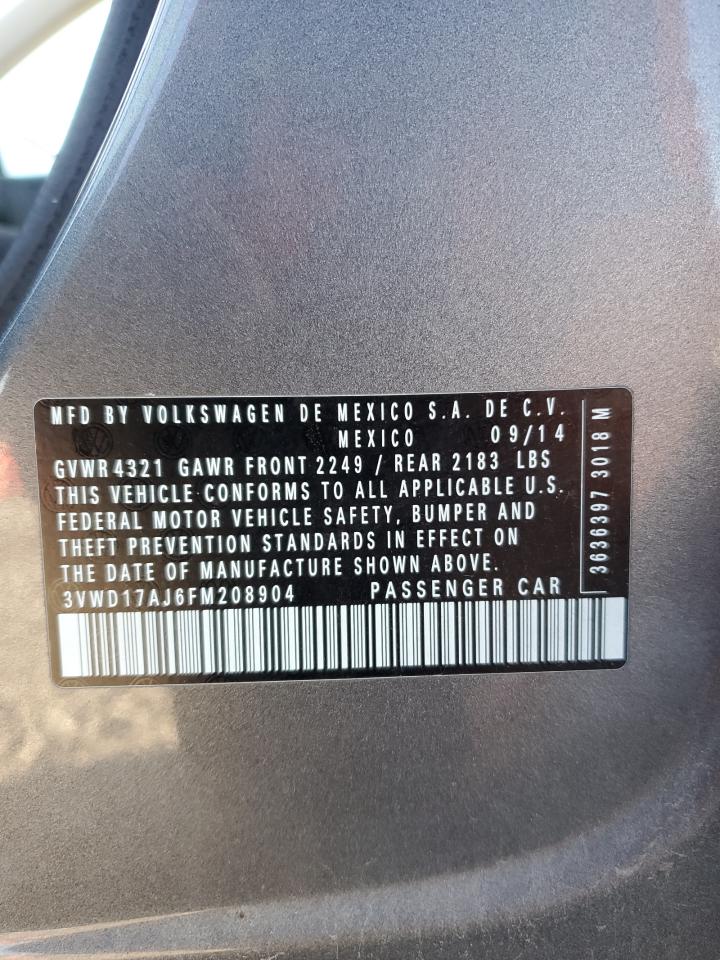 MFD BY VOLKSWAGEN DE MEXICO S.A. DE C.V.
MEXICO 09/14
GVWR 4321 GAWR FRONT 2249 / REAR 2183 LBS
THIS VEHICLE CONFORMS TO ALL APPLICABLE U.S.
FEDERAL MOTOR VEHICLE SAFETY, BUMPER AND
THEFT PREVENTION STANDARDS IN EFFECT ON
THE DATE OF MANUFACTURE SHOWN ABOVE.
3VWD17AJ6FM208904 PASSENGER CAR
3636397 3018 M